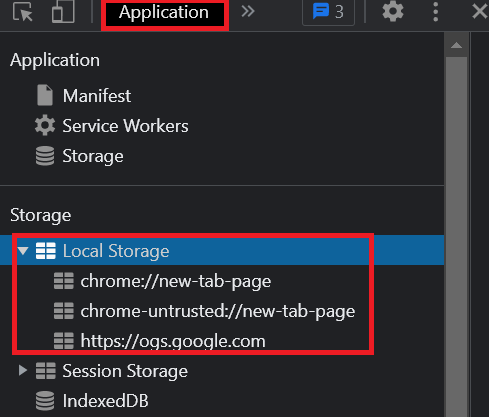 Application
3
Application
Manifest
Service Workers
Storage
Storage
Local Storage
chrome://new-tab-page
chrome-untrusted://new-tab-page
https://ogs.google.com
Session Storage
IndexedDB